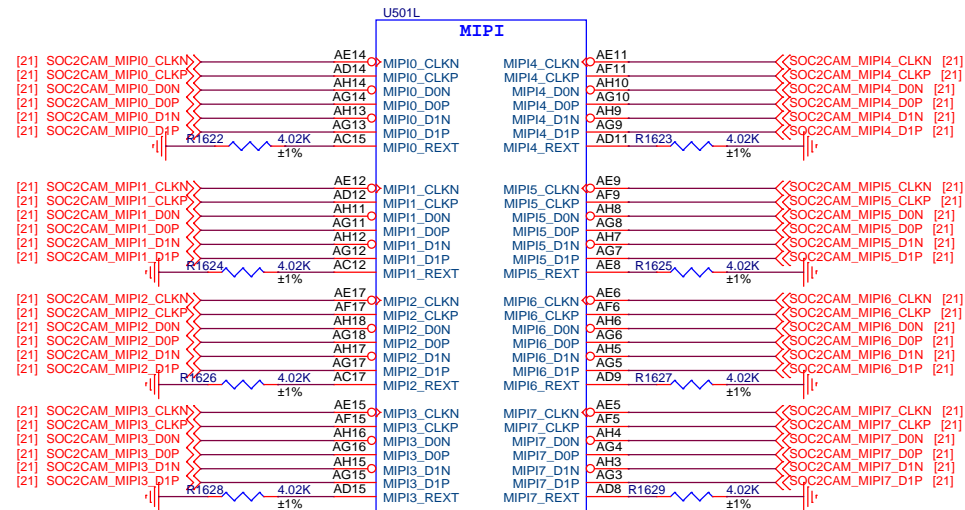 U501L
MIPI
[21] SOC2CAM_MIPI0_CLKN AE14 MIPI0_CLKN MIPI4_CLKN AE11 SOC2CAM_MIPI4_CLKN [21]
[21] SOC2CAM_MIPI0_CLKP AD14 MIPI0_CLKP MIPI4_CLKP AF11 SOC2CAM_MIPI4_CLKP [21]
[21] SOC2CAM_MIPI0_D0N AH14 MIPI0_D0N MIPI4_D0N AH10 SOC2CAM_MIPI4_D0N [21]
[21] SOC2CAM_MIPI0_D0P AG14 MIPI0_D0P MIPI4_D0P AG10 SOC2CAM_MIPI4_D0P [21]
[21] SOC2CAM_MIPI0_D1N AH13 MIPI0_D1N MIPI4_D1N AH9 SOC2CAM_MIPI4_D1N [21]
[21] SOC2CAM_MIPI0_D1P AG13 MIPI0_D1P MIPI4_D1P AG9 SOC2CAM_MIPI4_D1P [21]
R1622 4.02K AC15 MIPI0_REXT MIPI4_REXT AD11 R1623 4.02K
±1% ±1%
[21] SOC2CAM_MIPI1_CLKN AE12 MIPI1_CLKN MIPI5_CLKN AE9 SOC2CAM_MIPI5_CLKN [21]
[21] SOC2CAM_MIPI1_CLKP AD12 MIPI1_CLKP MIPI5_CLKP AF9 SOC2CAM_MIPI5_CLKP [21]
[21] SOC2CAM_MIPI1_D0N AH11 MIPI1_D0N MIPI5_D0N AH8 SOC2CAM_MIPI5_D0N [21]
[21] SOC2CAM_MIPI1_D0P AG11 MIPI1_D0P MIPI5_D0P AG8 SOC2CAM_MIPI5_D0P [21]
[21] SOC2CAM_MIPI1_D1N AH12 MIPI1_D1N MIPI5_D1N AH7 SOC2CAM_MIPI5_D1N [21]
[21] SOC2CAM_MIPI1_D1P AG12 MIPI1_D1P MIPI5_D1P AG7 SOC2CAM_MIPI5_D1P [21]
R1624 4.02K AC12 MIPI1_REXT MIPI5_REXT AE8 R1625 4.02K
±1% ±1%
[21] SOC2CAM_MIPI2_CLKN AE17 MIPI2_CLKN MIPI6_CLKN AE6 SOC2CAM_MIPI6_CLKN [21]
[21] SOC2CAM_MIPI2_CLKP AF17 MIPI2_CLKP MIPI6_CLKP AF6 SOC2CAM_MIPI6_CLKP [21]
[21] SOC2CAM_MIPI2_D0N AH18 MIPI2_D0N MIPI6_D0N AH6 SOC2CAM_MIPI6_D0N [21]
[21] SOC2CAM_MIPI2_D0P AG18 MIPI2_D0P MIPI6_D0P AG6 SOC2CAM_MIPI6_D0P [21]
[21] SOC2CAM_MIPI2_D1N AH17 MIPI2_D1N MIPI6_D1N AH5 SOC2CAM_MIPI6_D1N [21]
[21] SOC2CAM_MIPI2_D1P AG17 MIPI2_D1P MIPI6_D1P AG5 SOC2CAM_MIPI6_D1P [21]
R1626 4.02K AC17 MIPI2_REXT MIPI6_REXT AD9 R1627 4.02K
±1% ±1%
[21] SOC2CAM_MIPI3_CLKN AE15 MIPI3_CLKN MIPI7_CLKN AE5 SOC2CAM_MIPI7_CLKN [21]
[21] SOC2CAM_MIPI3_CLKP AF15 MIPI3_CLKP MIPI7_CLKP AF5 SOC2CAM_MIPI7_CLKP [21]
[21] SOC2CAM_MIPI3_D0N AH16 MIPI3_D0N MIPI7_D0N AH4 SOC2CAM_MIPI7_D0N [21]
[21] SOC2CAM_MIPI3_D0P AG16 MIPI3_D0P MIPI7_D0P AG4 SOC2CAM_MIPI7_D0P [21]
[21] SOC2CAM_MIPI3_D1N AH15 MIPI3_D1N MIPI7_D1N AH3 SOC2CAM_MIPI7_D1N [21]
[21] SOC2CAM_MIPI3_D1P AG15 MIPI3_D1P MIPI7_D1P AG3 SOC2CAM_MIPI7_D1P [21]
R1628 4.02K AD15 MIPI3_REXT MIPI7_REXT AD8 R1629 4.02K
±1% ±1%